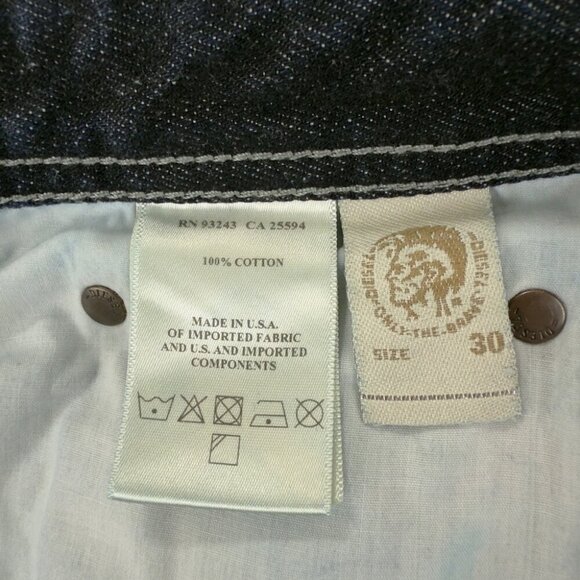 RN 93243 CA 25594
100% COTTON
MADE IN U.S.A.
OF IMPORTED FABRIC
AND U.S. AND IMPORTED
COMPONENTS
DIESEL
ONLY THE BRAVE
DIESEL
SIZE 30